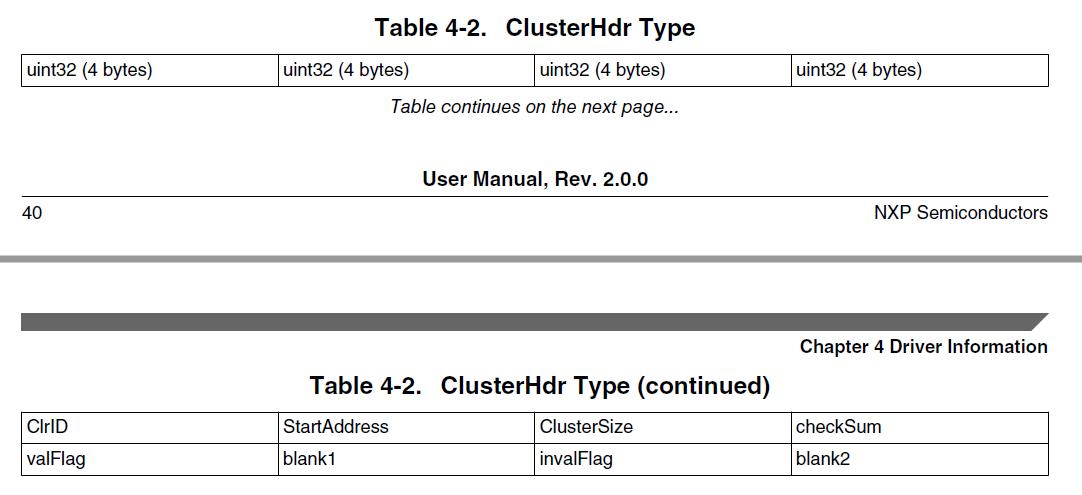 Table 4-2. ClusterHdr Type
uint32 (4 bytes) uint32 (4 bytes) uint32 (4 bytes) uint32 (4 bytes)
Table continues on the next page...
User Manual, Rev. 2.0.0
40 NXP Semiconductors
Chapter 4 Driver Information
Table 4-2. ClusterHdr Type (continued)
ClrID StartAddress ClusterSize checkSum
valFlag blank1 invalFlag blank2